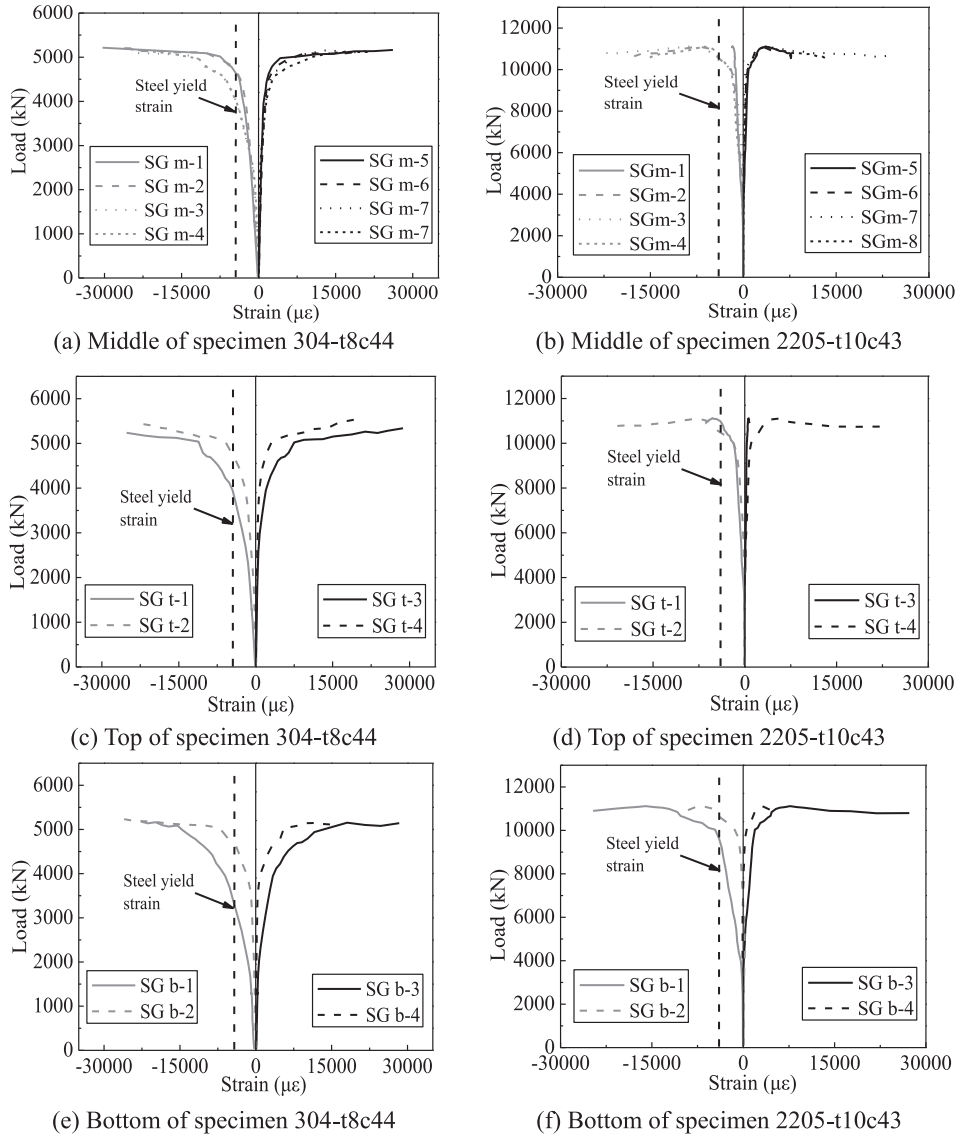 6000
5000
4000
3000
2000
1000
0
Load (kN)
Steel yield
strain
SG m-1
SG m-2
SG m-3
SG m-4
SG m-5
SG m-6
SG m-7
SG m-7
-30000 -15000 0 15000 30000
Strain (με)
(a) Middle of specimen 304-t8c44
13000
11000
8000
6000
4000
2000
0
Load (kN)
Steel yield
strain
SGm-1
SGm-2
SGm-3
SGm-4
SGm-5
SGm-6
SGm-7
SGm-8
-30000 -15000 0 15000 30000
Strain (με)
(b) Middle of specimen 2205-t10c43
6000
5000
4000
3000
2000
1000
0
Load (kN)
Steel yield
strain
SG t-1
SG t-2
SG t-3
SG t-4
-30000 -15000 0 15000 30000
Strain (με)
(c) Top of specimen 304-t8c44
12000
10000
8000
6000
4000
2000
0
Load (kN)
Steel yield
strain
SG t-1
SG t-2
SG t-3
SG t-4
-30000 -15000 0 15000 30000
Strain (με)
(d) Top of specimen 2205-t10c43
6000
5000
4000
3000
2000
1000
0
Load (kN)
Steel yield
strain
SG b-1
SG b-2
SG b-3
SG b-4
-30000 -15000 0 15000 30000
Strain (με)
(e) Bottom of specimen 304-t8c44
12000
10000
8000
6000
4000
2000
0
Load (kN)
Steel yield
strain
SG b-1
SG b-2
SG b-3
SG b-4
-30000 -15000 0 15000 30000
Strain (με)
(f) Bottom of specimen 2205-t10c43